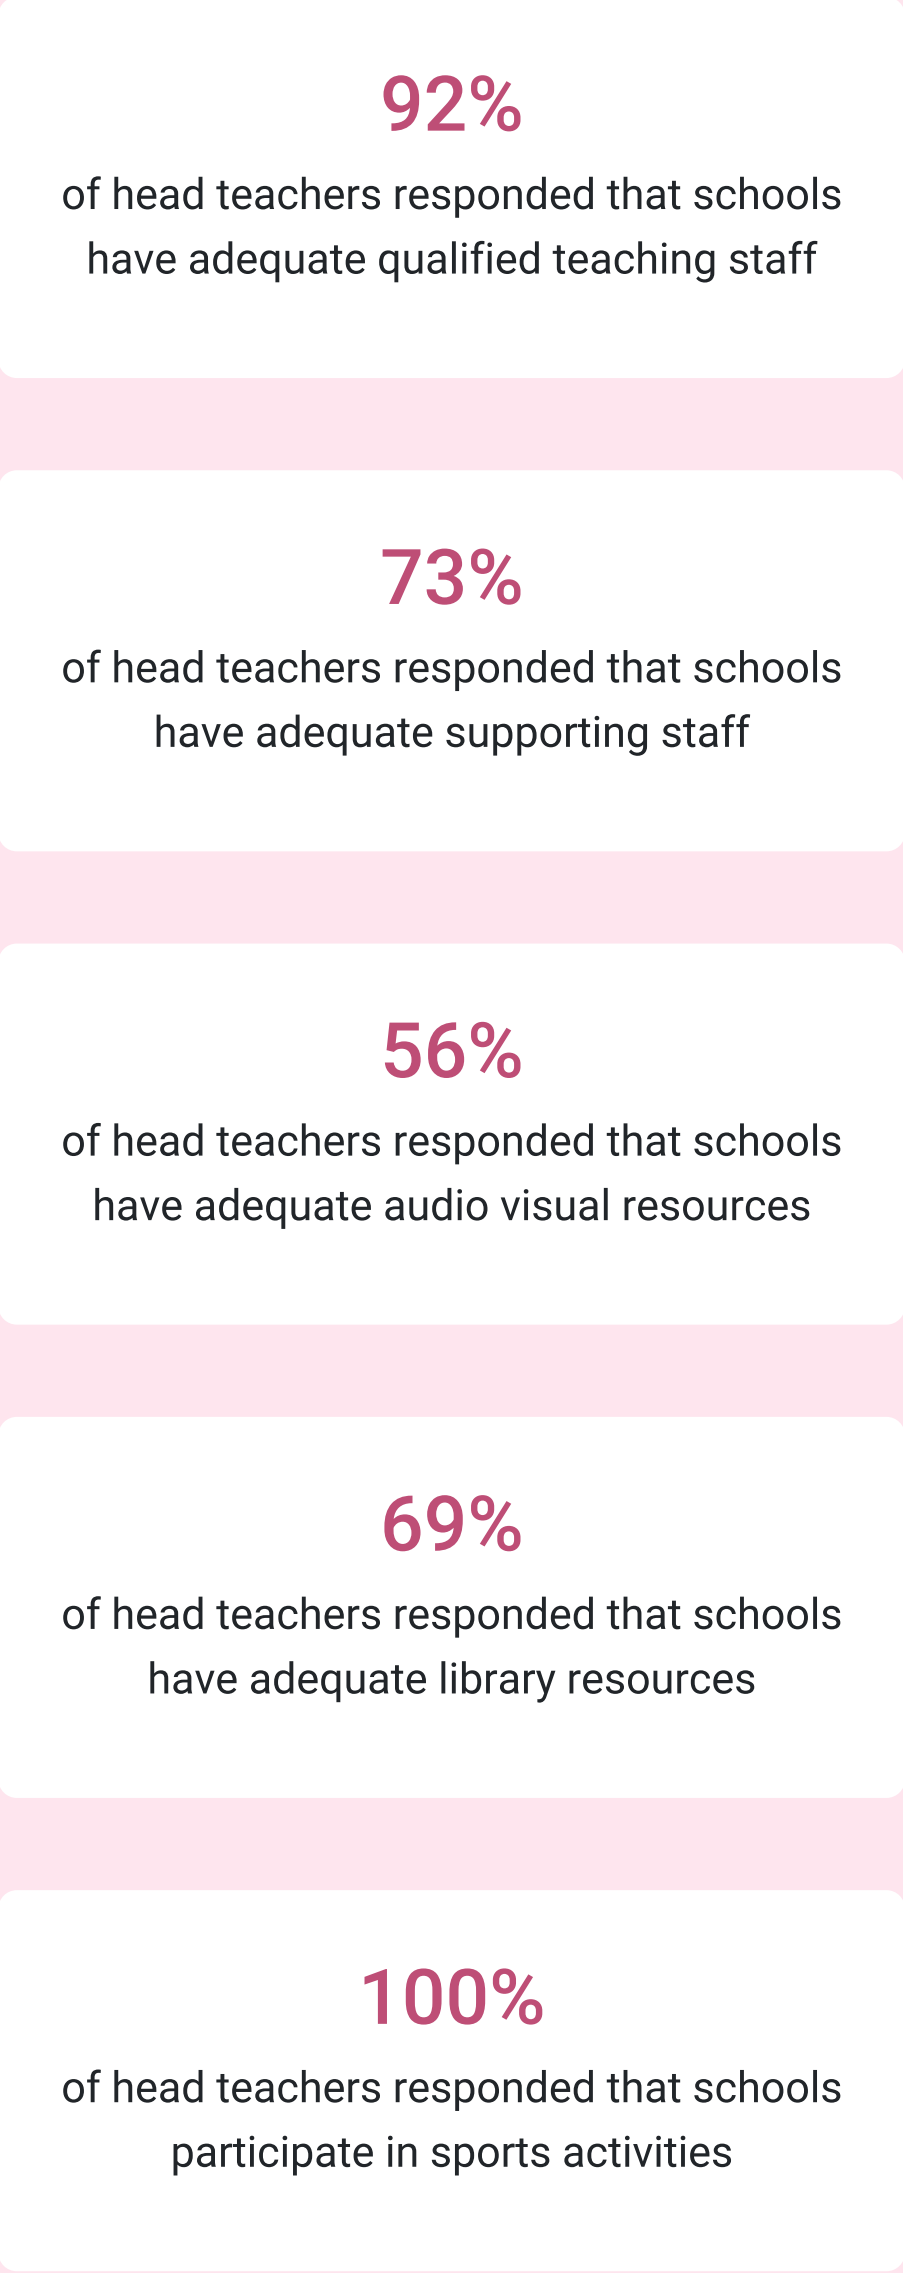 92%
of head teachers responded that schools
have adequate qualified teaching staff
73%
of head teachers responded that schools
have adequate supporting staff
56%
of head teachers responded that schools
have adequate audio visual resources
69%
of head teachers responded that schools
have adequate library resources
100%
of head teachers responded that schools
participate in sports activities